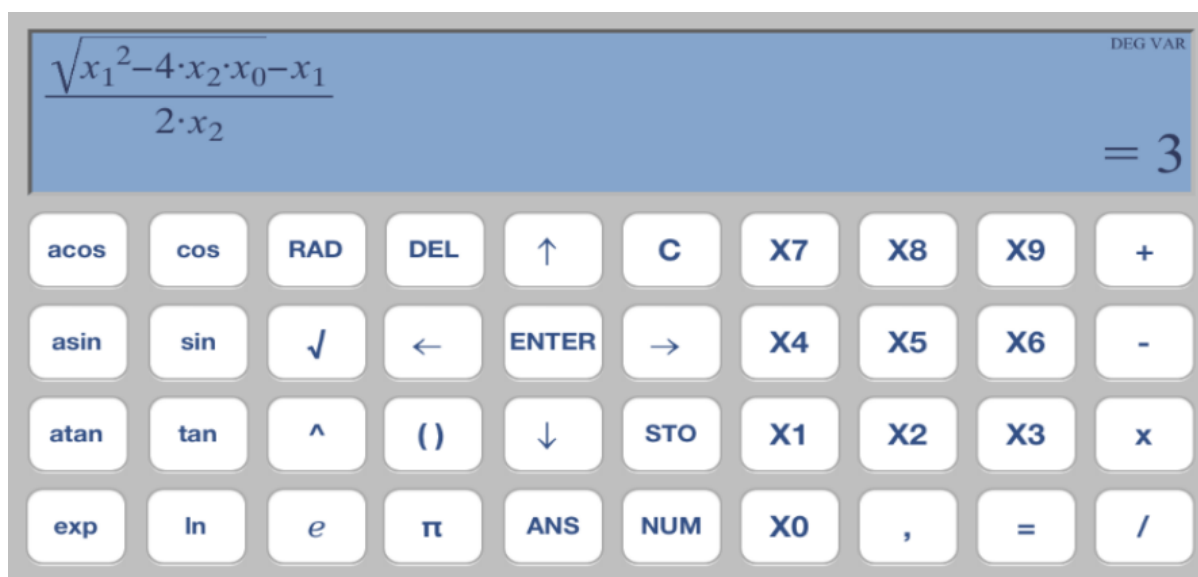 DEG VAR
√x₁²–4·x₂·x₀–x₁
2·x₂
= 3
acos cos RAD DEL ↑ C X7 X8 X9 +
asin sin √ ← ENTER → X4 X5 X6 -
atan tan ^ ( ) ↓ STO X1 X2 X3 x
exp ln e π ANS NUM X0 , = /